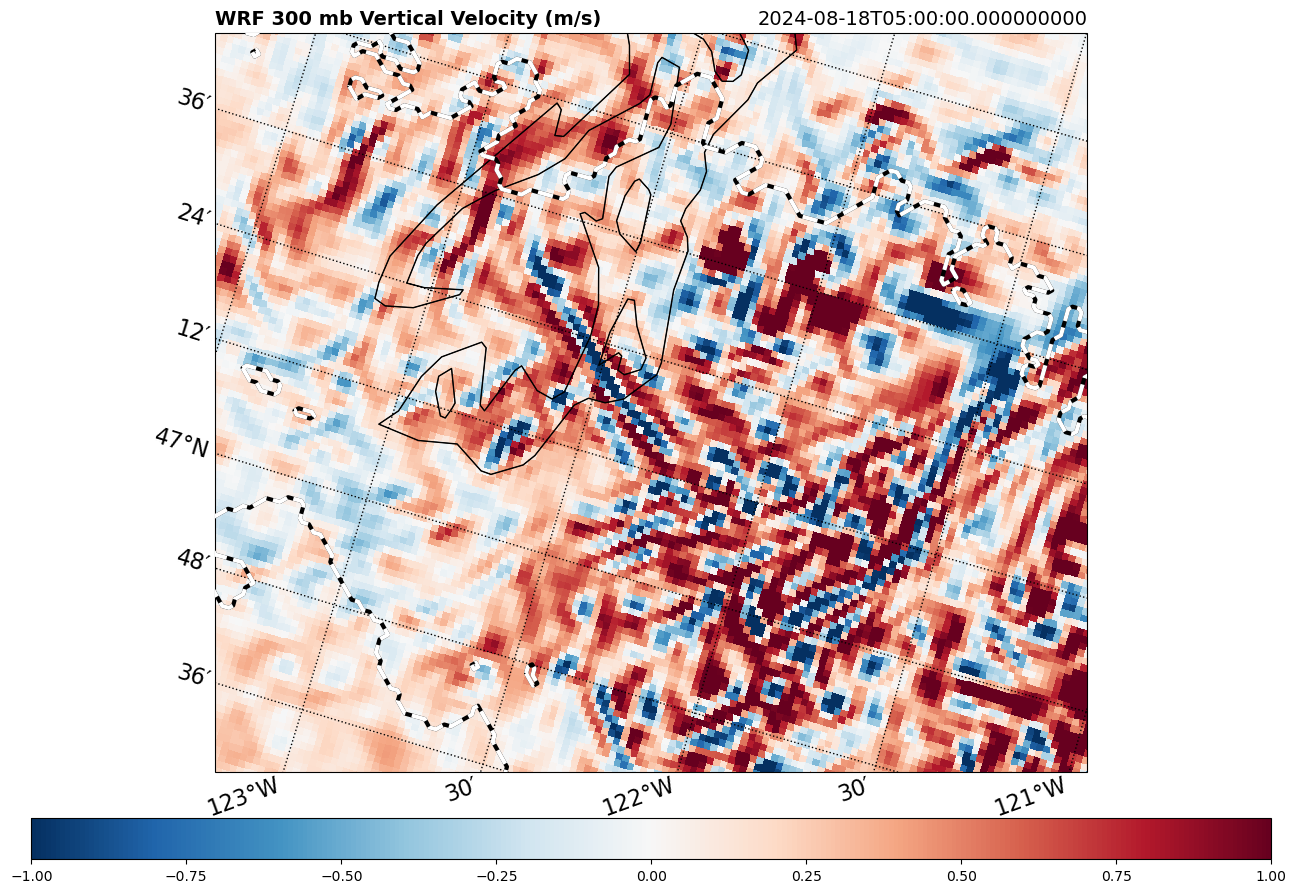 WRF 300 mb Vertical Velocity (m/s)
2024-08-18T05:00:00.000000000
36′
24′
12′
47°N
48′
36′
123°W
30′
122°W
30′
121°W
−1.00
−0.75
−0.50
−0.25
0.00
0.25
0.50
0.75
1.00